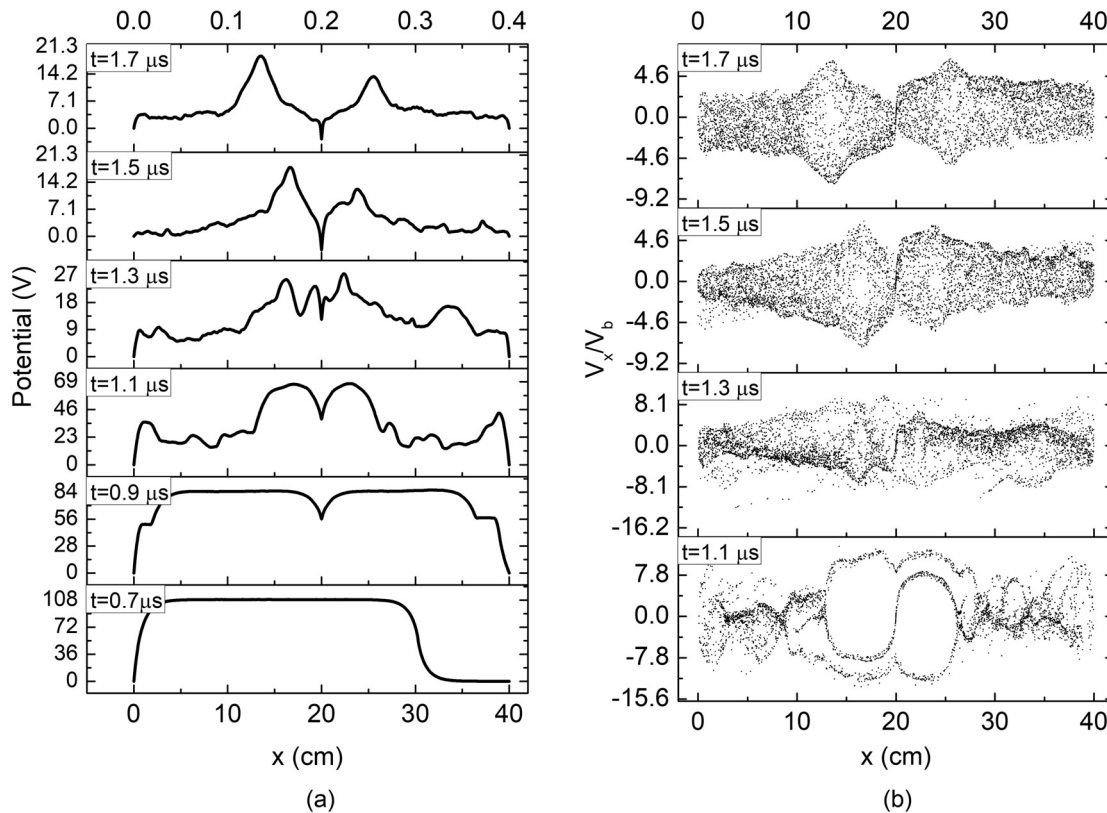 0.0 0.1 0.2 0.3 0.4
t=1.7 μs
21.3
14.2
7.1
0.0
t=1.5 μs
21.3
14.2
7.1
0.0
t=1.3 μs
27
18
9
0
t=1.1 μs
69
46
23
0
t=0.9 μs
84
56
28
0
t=0.7μs
108
72
36
0
Potential (V)
0 10 20 30 40
x (cm)
(a)
0 10 20 30 40
t=1.7 μs
4.6
0.0
-4.6
-9.2
t=1.5 μs
4.6
0.0
-4.6
-9.2
t=1.3 μs
8.1
0.0
-8.1
-16.2
t=1.1 μs
7.8
0.0
-7.8
-15.6
Vx/Vb
0 10 20 30 40
x (cm)
(b)